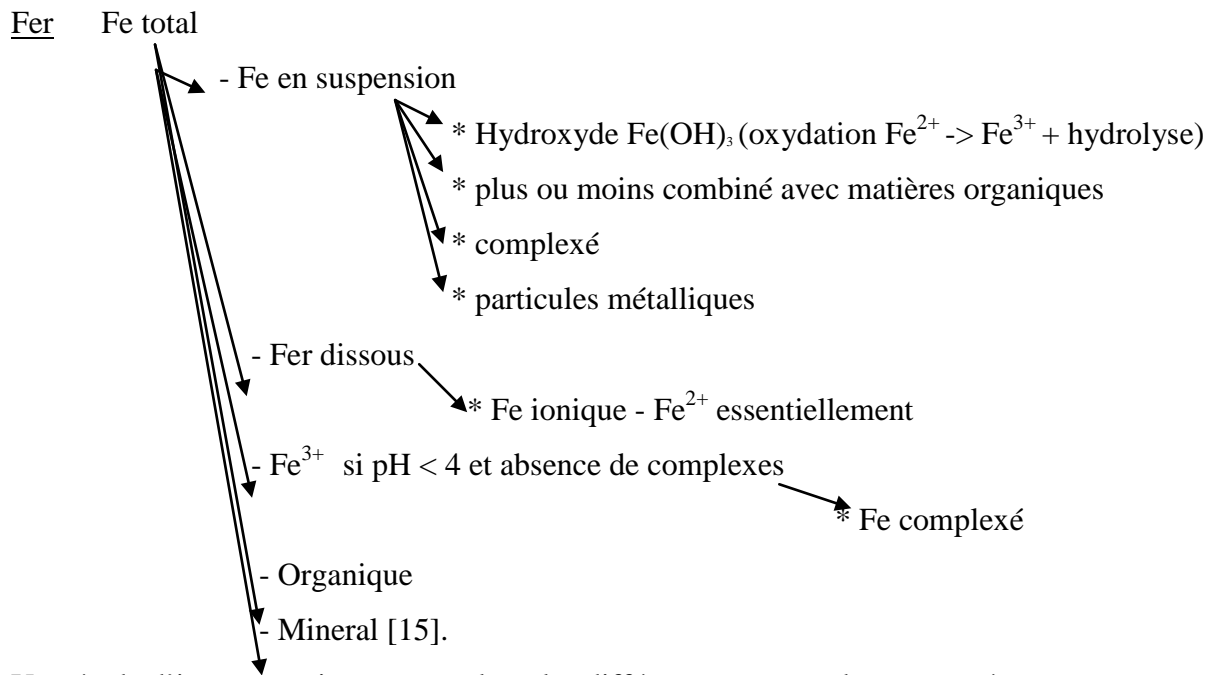 Fer Fe total
- Fe en suspension
* Hydroxyde Fe(OH)₃ (oxydation Fe²⁺ -> Fe³⁺ + hydrolyse)
* plus ou moins combiné avec matières organiques
* complexé
* particules métalliques
- Fer dissous
* Fe ionique - Fe²⁺ essentiellement
- Fe³⁺ si pH < 4 et absence de complexes
* Fe complexé
- Organique
- Mineral [15].